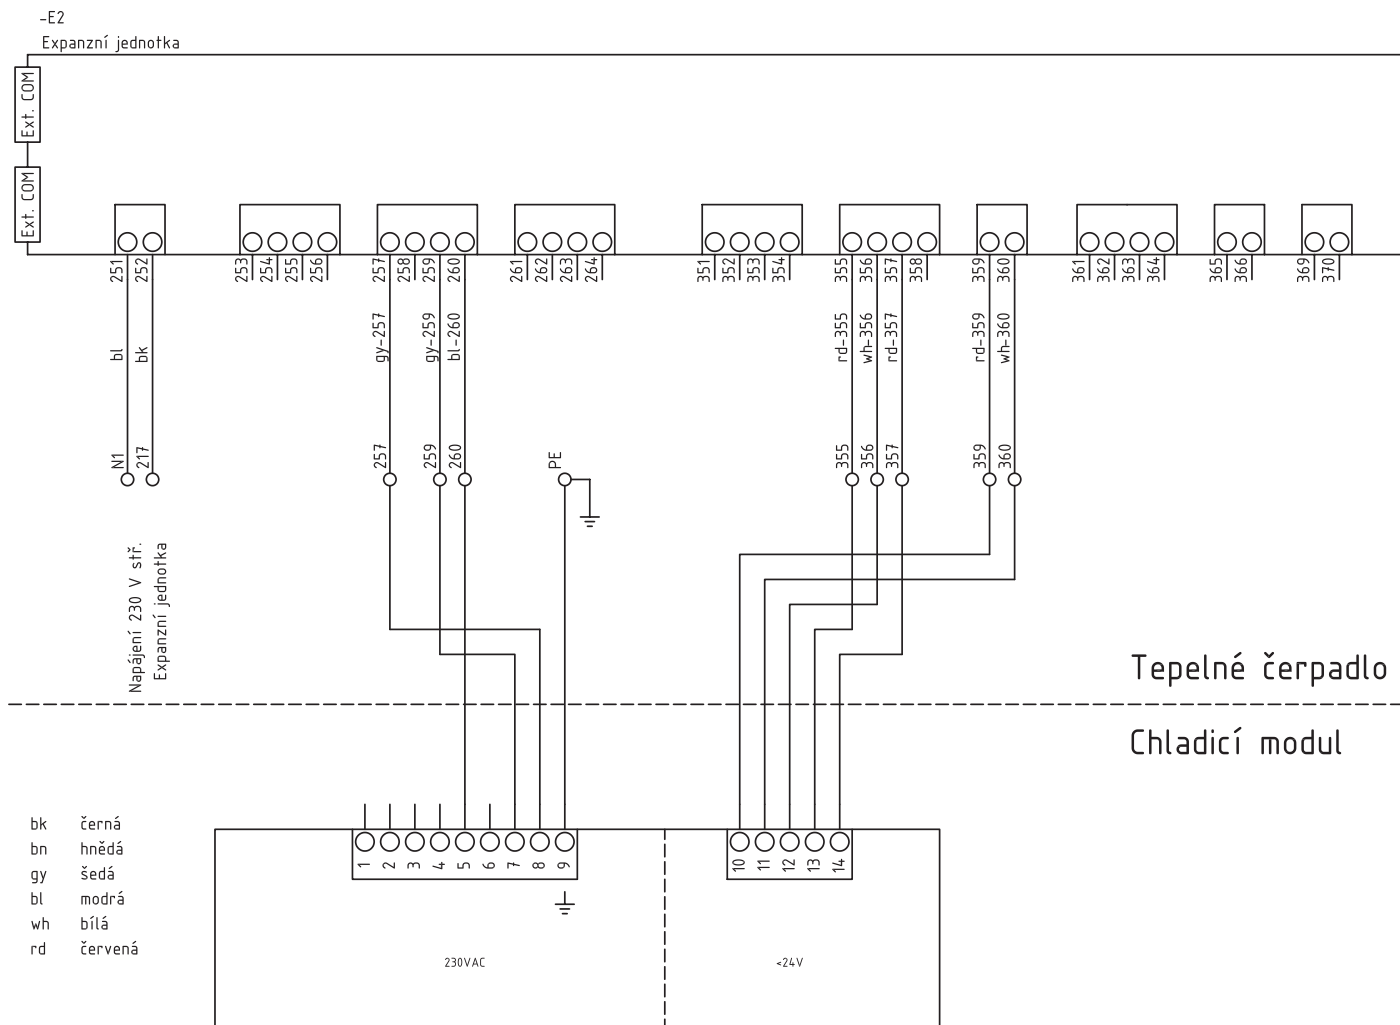 -E2
Expanzní jednotka
Ext. COM
Ext. COM
251 252 253 254 255 256 257 258 259 260 261 262 263 264 351 352 353 354 355 356 357 358 359 360 361 362 363 364 365 366 369 370
bl bk gy-257 gy-259 bl-260 rd-355 wh-356 rd-357 rd-359 wh-360
N1 217 257 259 260 PE 355 356 357 359 360
Napájení 230 V stř.
Expanzní jednotka
Tepelné čerpadlo
Chladicí modul
1 2 3 4 5 6 7 8 9 10 11 12 13 14
bk černá
bn hnědá
gy šedá
bl modrá
wh bílá
rd červená
230VAC
<24V